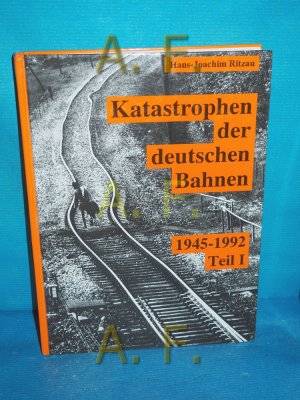 A. F.
Hans-Joachim Ritzau
Katastrophen
der
deutschen
Bahnen
A. F.
A. F.
1945-1992
Teil I
A. F.